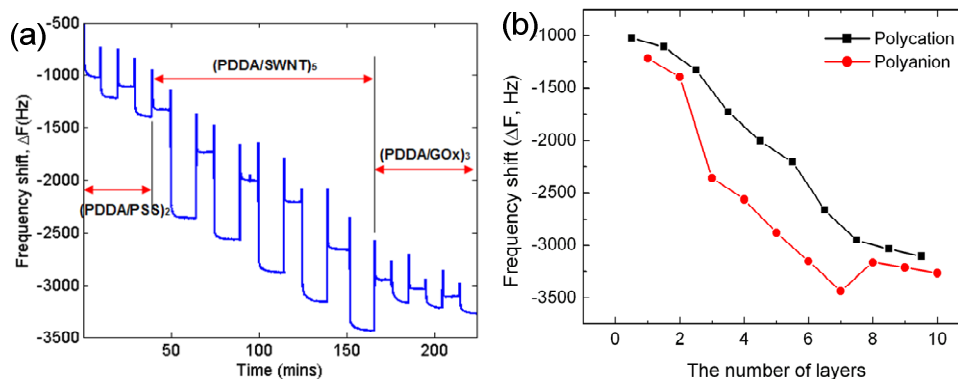 (a)
Frequency shift, ΔF(Hz)
-500
-1000
-1500
-2000
-2500
-3000
-3500
(PDDA/SWNT)₅
(PDDA/GOx)₃
(PDDA/PSS)₂
50
100
150
200
Time (mins)
b)
Frequency shift (ΔF, Hz)
-1000
-1500
-2000
-2500
-3000
-3500
Polycation
Polyanion
0
2
4
6
8
10
The number of layers